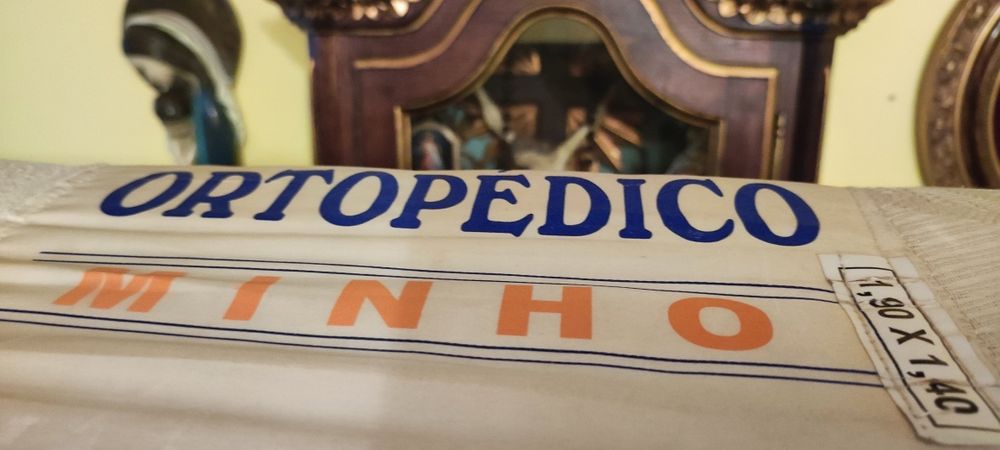 ORTOPÉDICO
MINHO
1,90 X 1,40